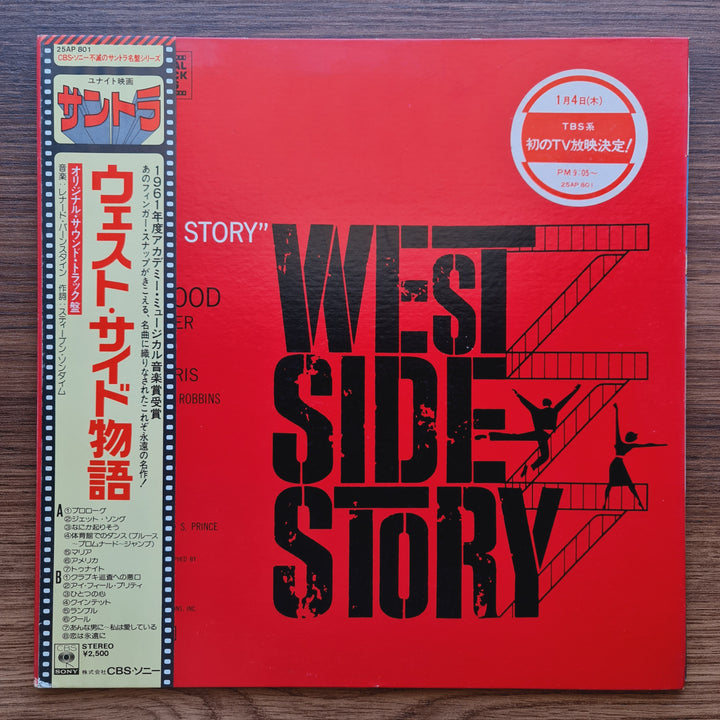 25AP 801
CBS・ソニー不滅のサントラ名盤シリーズ
ユナイト映画
サントラ
1961年度アカデミー・ミュージカル音楽賞受賞
あのフィンガー・スナップがきこえる、名曲に織りなされたこれぞ永遠の名作!
ウェスト・サイド物語
オリジナル・サウンド・トラック盤
音楽:レナード・バーンスタイン 作詞:スティーブン・ソンダイム
A
①プロローグ
②ジェット・ソング
③なにか起りそう
④体育館でのダンス(ブルース
─プロムナード─ジャンプ)
⑤マリア
⑥アメリカ
⑦トゥナイト
B
①クラプキ巡査への悪口
②アイ・フィール・プリティ
③ひとつの心
④クインテット
⑤ランブル
⑥クール
⑦あんな男に─私は愛している
⑧恋は永遠に
CBS
SONY
STEREO
¥2,500
株式会社 CBS・ソニー
1月4日(木)
TBS系
初のTV放映決定!
PM 9:05〜
25AP 801
STORY"
OOD
ER
RIS
ROBBINS
S. PRINCE
INC.
WEST
SIDE
STORY